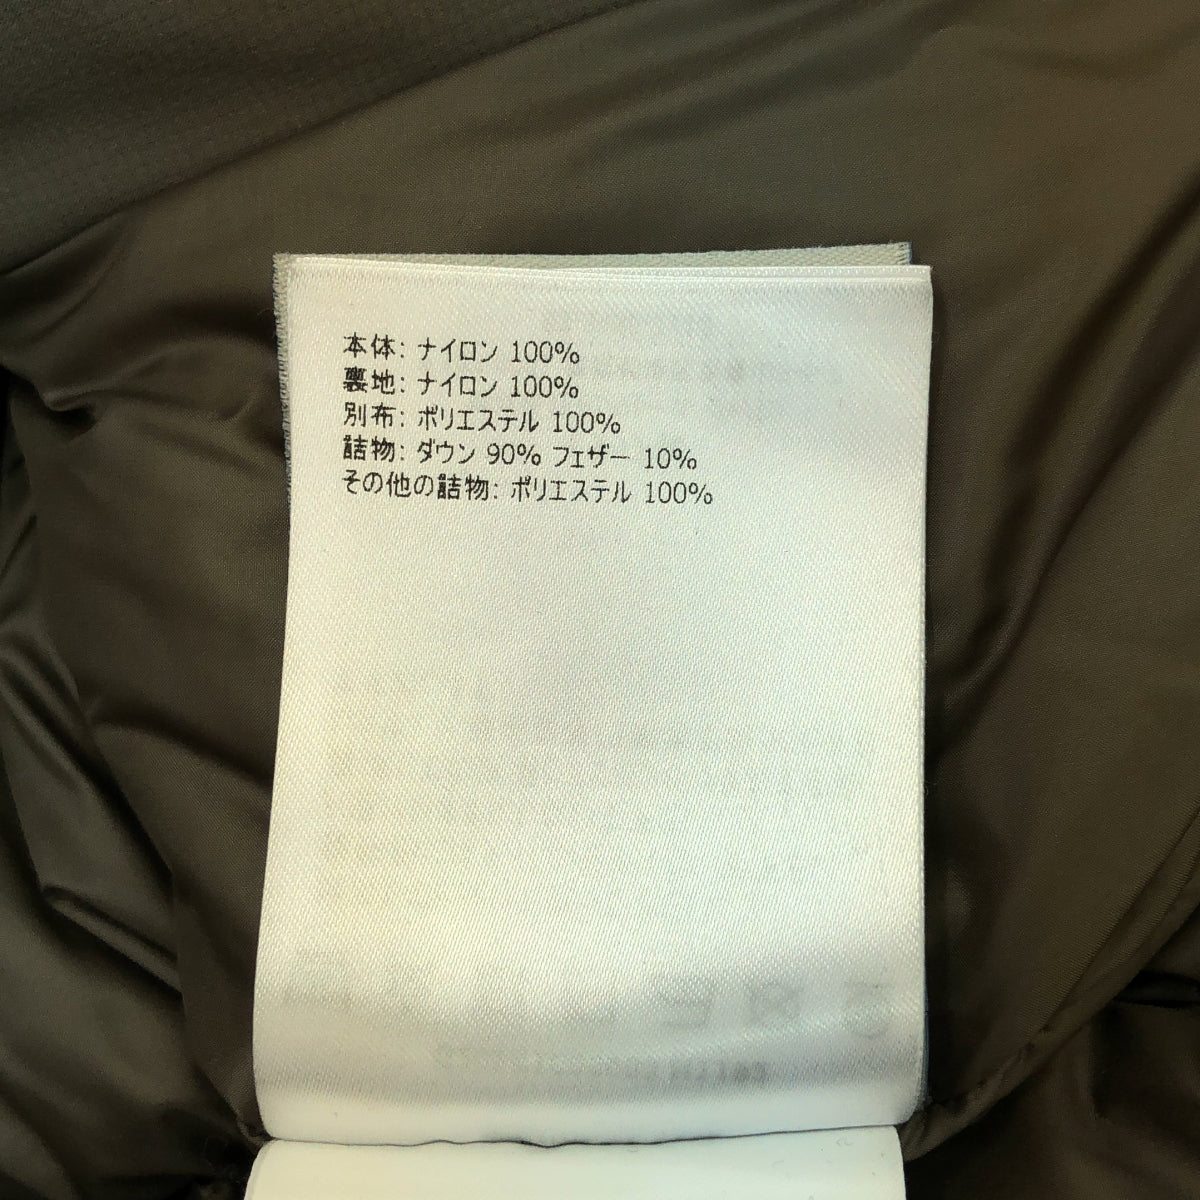 本体: ナイロン 100%
裏地: ナイロン 100%
別布: ポリエステル 100%
詰物: ダウン 90% フェザー 10%
その他の詰物: ポリエステル 100%